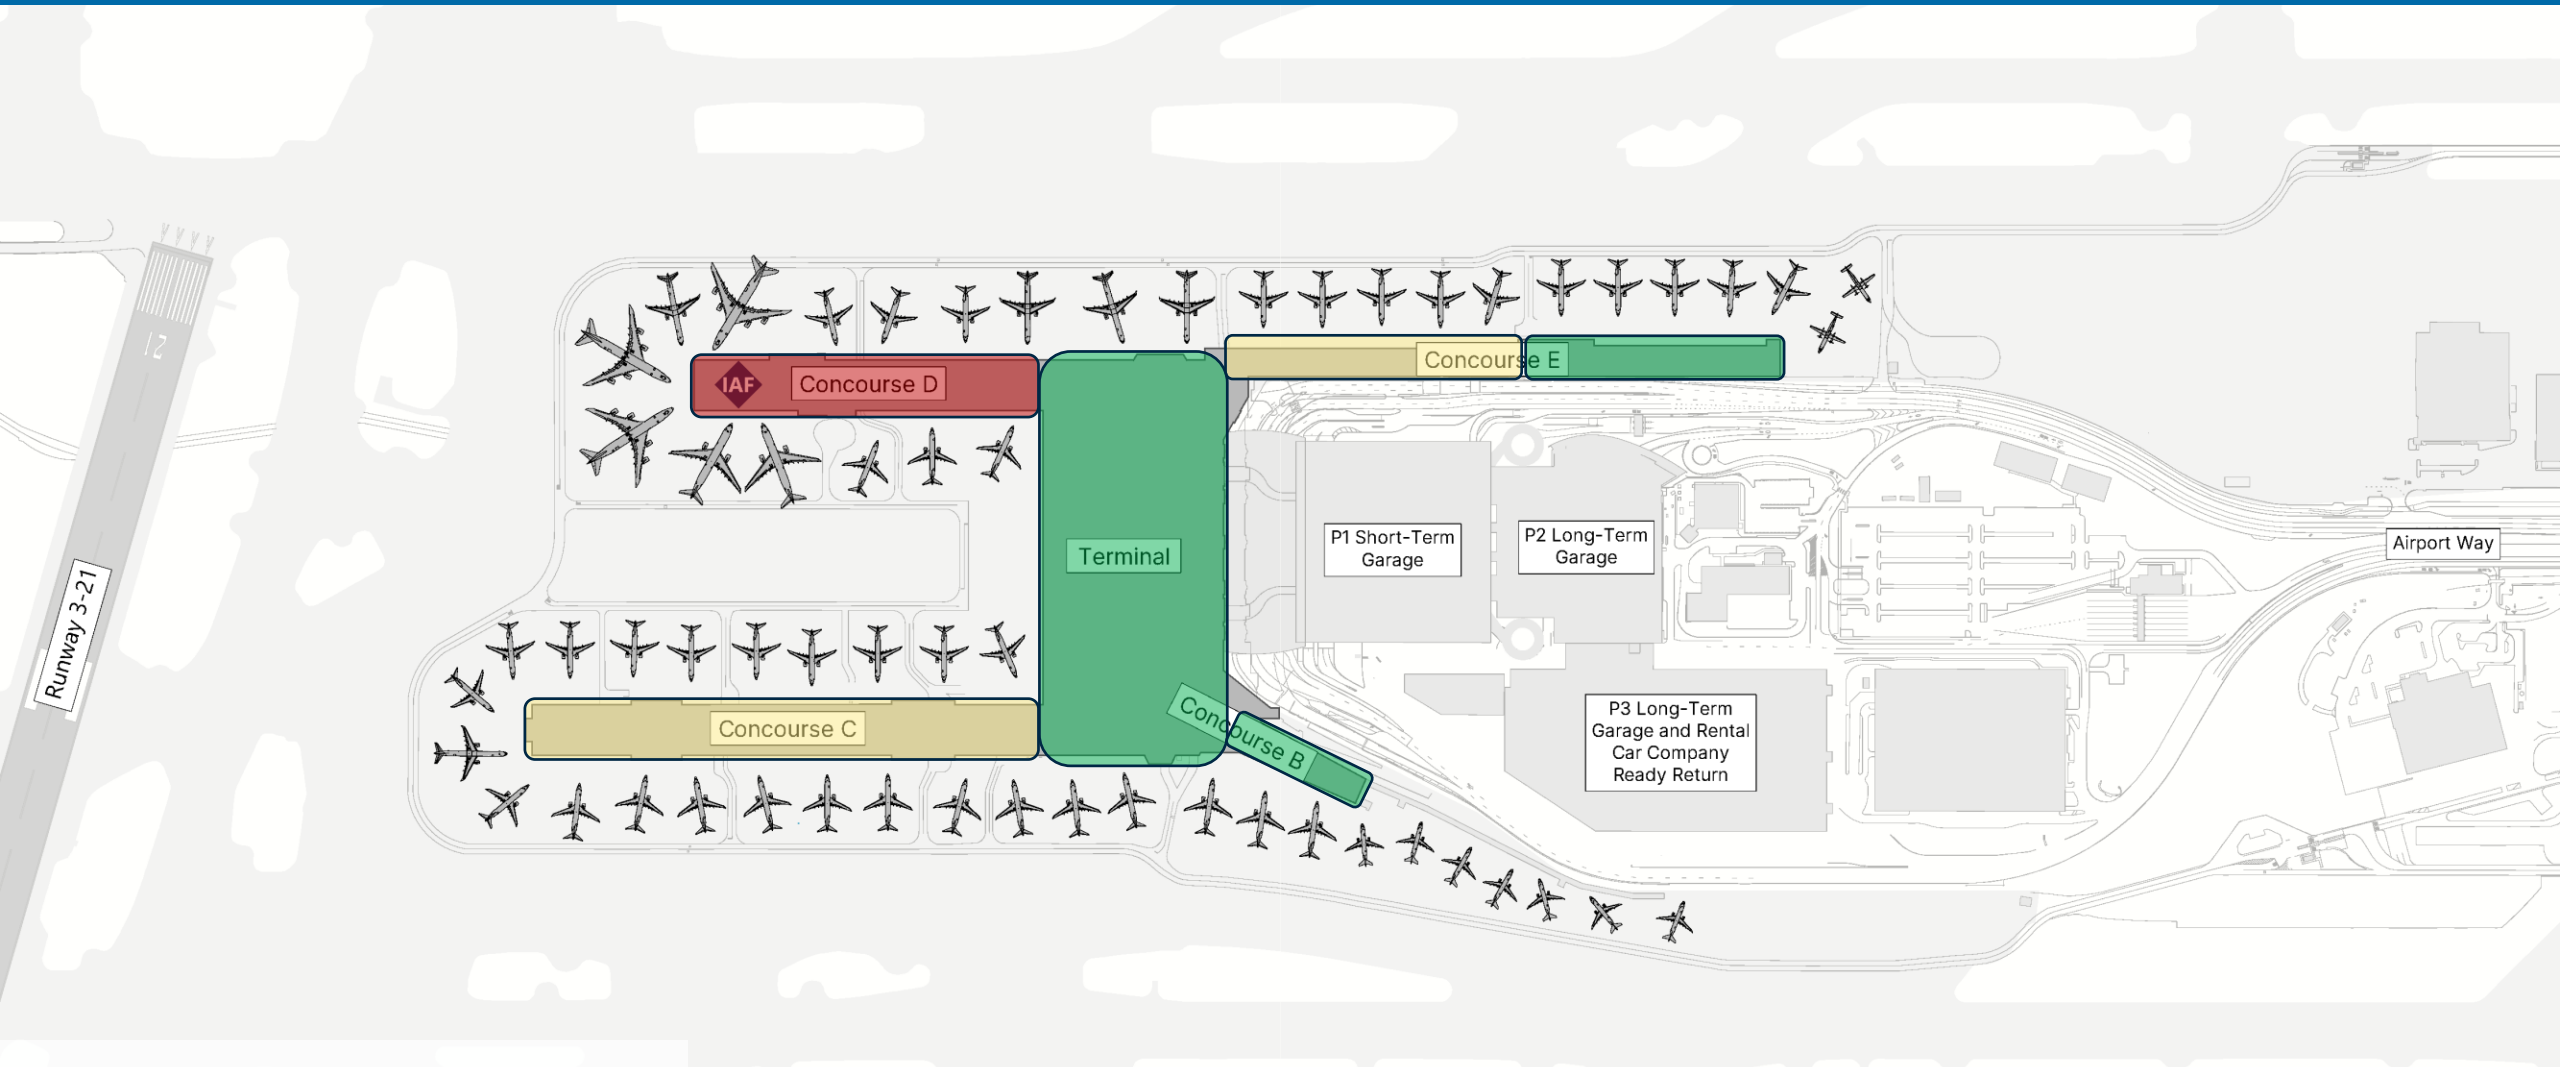 IAF
Concourse D
Concourse E
Terminal
P1 Short-Term
Garage
P2 Long-Term
Garage
Airport Way
Runway 3-21
21
Concourse C
Concourse B
P3 Long-Term
Garage and Rental
Car Company
Ready Return